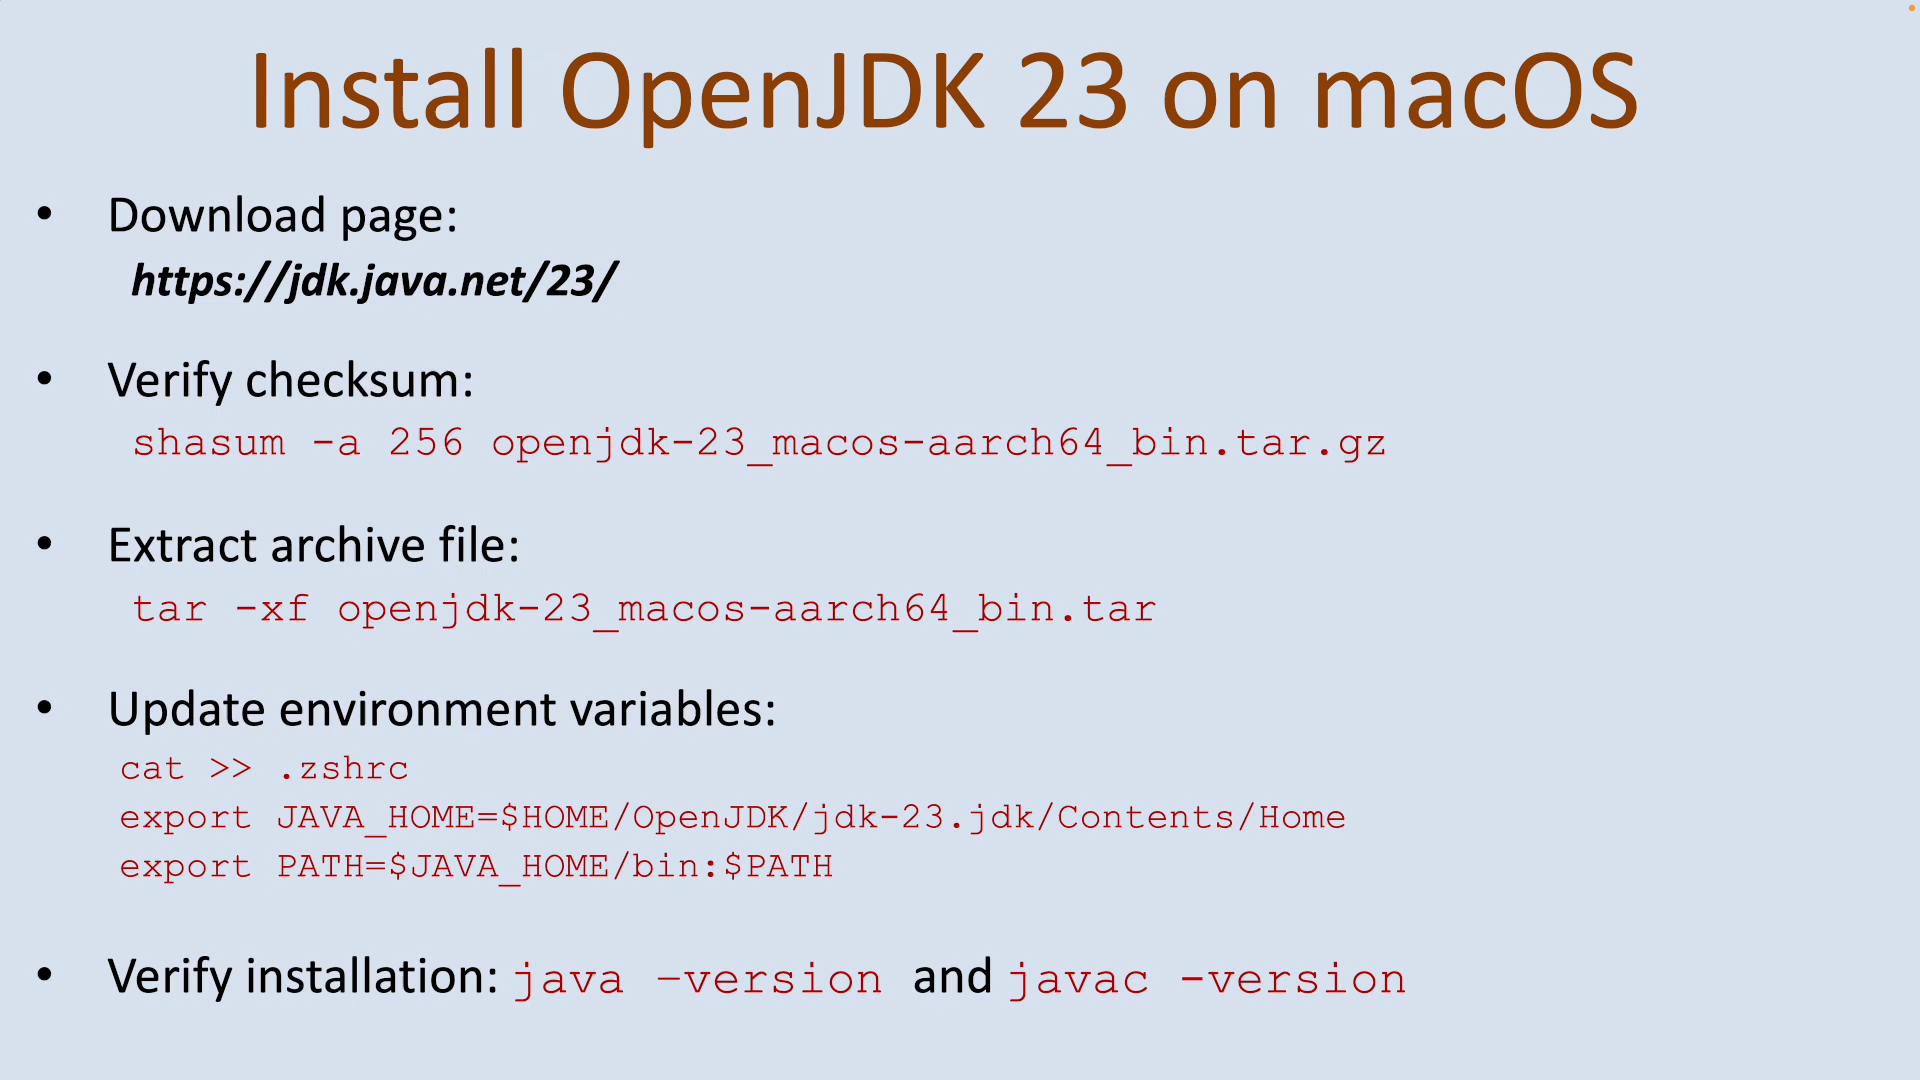 Install OpenJDK 23 on macOS
• Download page:
https://jdk.java.net/23/
• Verify checksum:
shasum -a 256 openjdk-23_macos-aarch64_bin.tar.gz
• Extract archive file:
tar -xf openjdk-23_macos-aarch64_bin.tar
• Update environment variables:
cat >> .zshrc
export JAVA_HOME=$HOME/OpenJDK/jdk-23.jdk/Contents/Home
export PATH=$JAVA_HOME/bin:$PATH
• Verify installation: java –version and javac -version